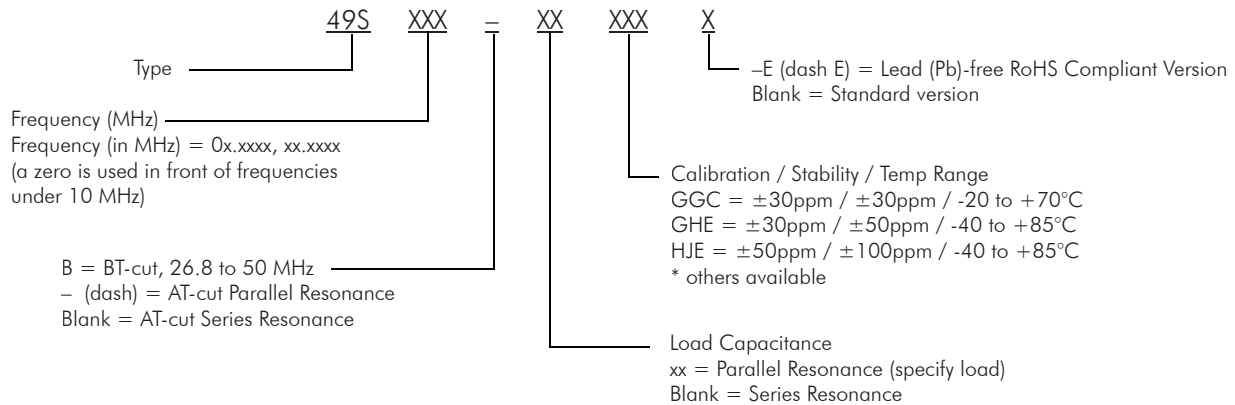 49S XXX – XX XXX X
Type
–E (dash E) = Lead (Pb)-free RoHS Compliant Version
Blank = Standard version
Frequency (MHz)
Frequency (in MHz) = 0x.xxxx, xx.xxxx
(a zero is used in front of frequencies
under 10 MHz)
Calibration / Stability / Temp Range
GGC = ±30ppm / ±30ppm / -20 to +70°C
GHE = ±30ppm / ±50ppm / -40 to +85°C
HJE = ±50ppm / ±100ppm / -40 to +85°C
* others available
B = BT-cut, 26.8 to 50 MHz
– (dash) = AT-cut Parallel Resonance
Blank = AT-cut Series Resonance
Load Capacitance
xx = Parallel Resonance (specify load)
Blank = Series Resonance